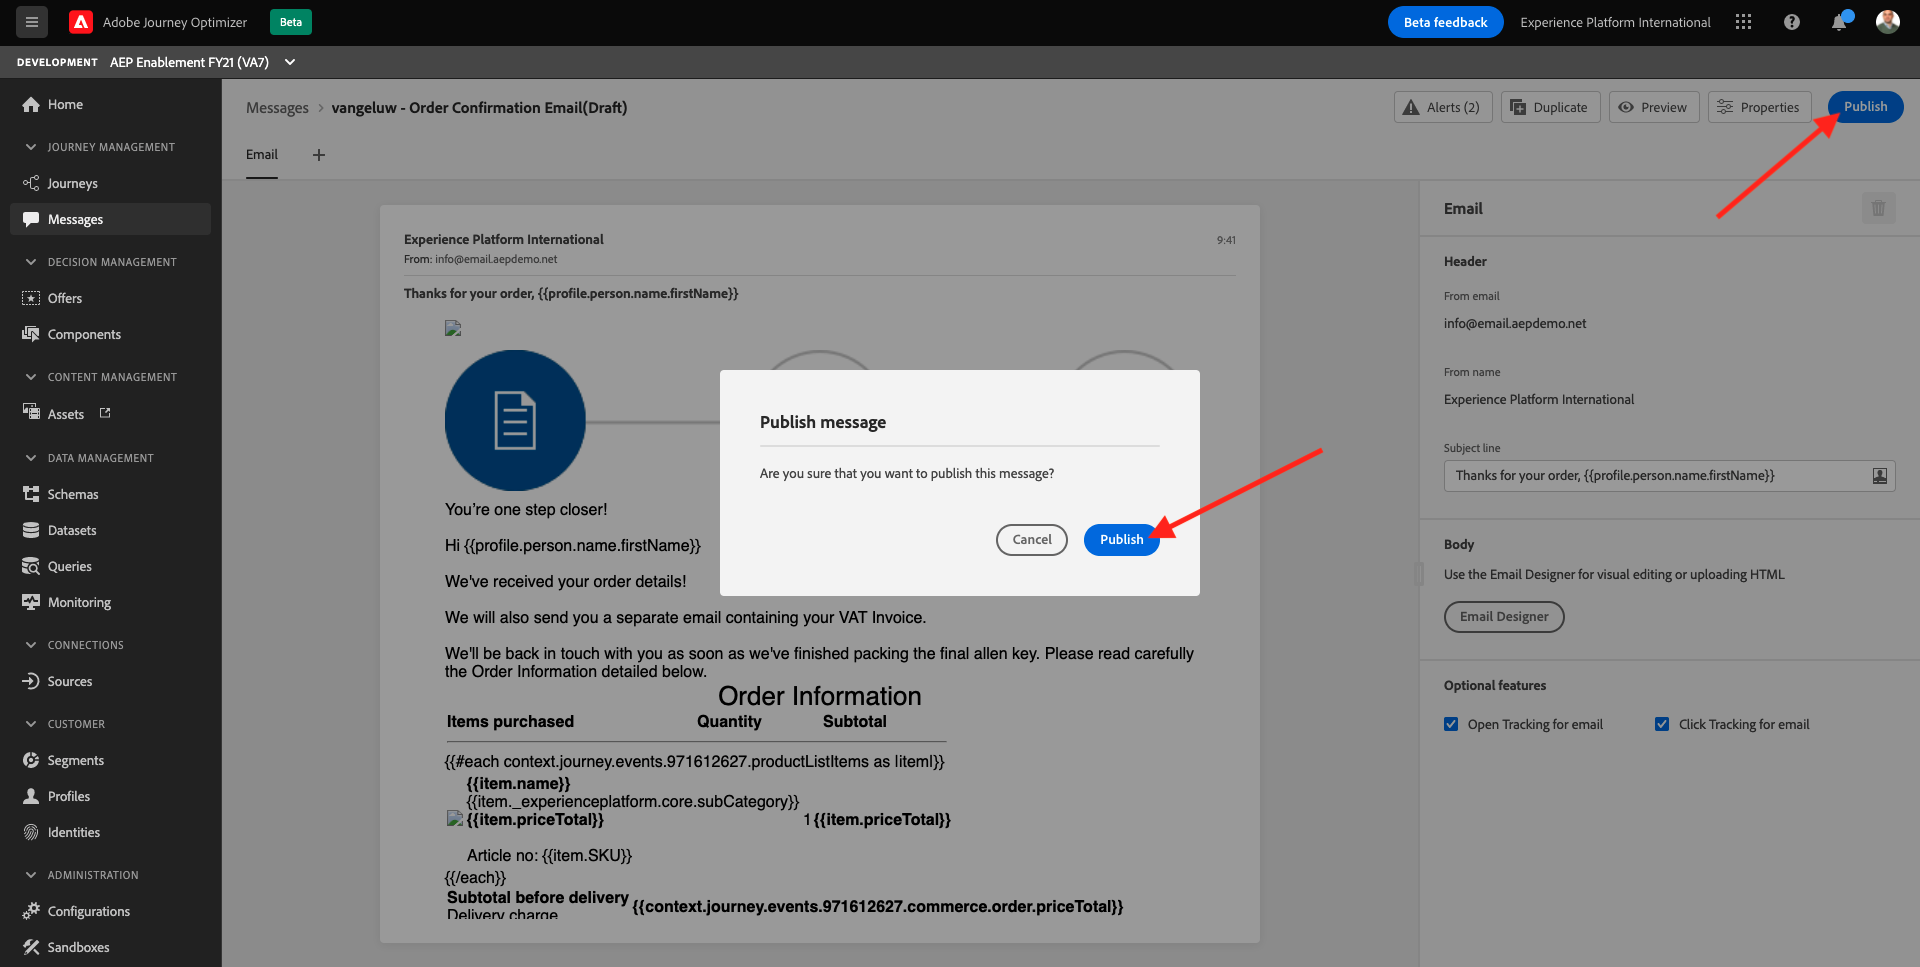 Adobe Journey Optimizer
Beta
Beta feedback
Experience Platform International
DEVELOPMENT AEP Enablement FY21 (VA7)
Home
JOURNEY MANAGEMENT
Journeys
Messages
DECISION MANAGEMENT
Offers
Components
CONTENT MANAGEMENT
Assets
DATA MANAGEMENT
Schemas
Datasets
Queries
Monitoring
CONNECTIONS
Sources
CUSTOMER
Segments
Profiles
Identities
ADMINISTRATION
Configurations
Sandboxes
Messages > vangeluw - Order Confirmation Email(Draft)
Alerts (2)
Duplicate
Preview
Properties
Publish
Email +
Experience Platform International
9:41
From: info@email.aepdemo.net
Thanks for your order, {{profile.person.name.firstName}}
You're one step closer!
Hi {{profile.person.name.firstName}}
We've received your order details!
We will also send you a separate email containing your VAT Invoice.
We'll be back in touch with you as soon as we've finished packing the final allen key. Please read carefully
the Order Information detailed below.
Order Information
Items purchased Quantity Subtotal
{{#each context.journey.events.971612627.productListItems as |item|}}
{{item.name}}
{{item._experienceplatform.core.subCategory}}
{{item.priceTotal}} 1 {{item.priceTotal}}
Article no: {{item.SKU}}
{{/each}}
Subtotal before delivery
{{context.journey.events.971612627.commerce.order.priceTotal}}
Delivery charge
Publish message
Are you sure that you want to publish this message?
Cancel
Publish
Email
Header
From email
info@email.aepdemo.net
From name
Experience Platform International
Subject line
Thanks for your order, {{profile.person.name.firstName}}
Body
Use the Email Designer for visual editing or uploading HTML
Email Designer
Optional features
Open Tracking for email
Click Tracking for email